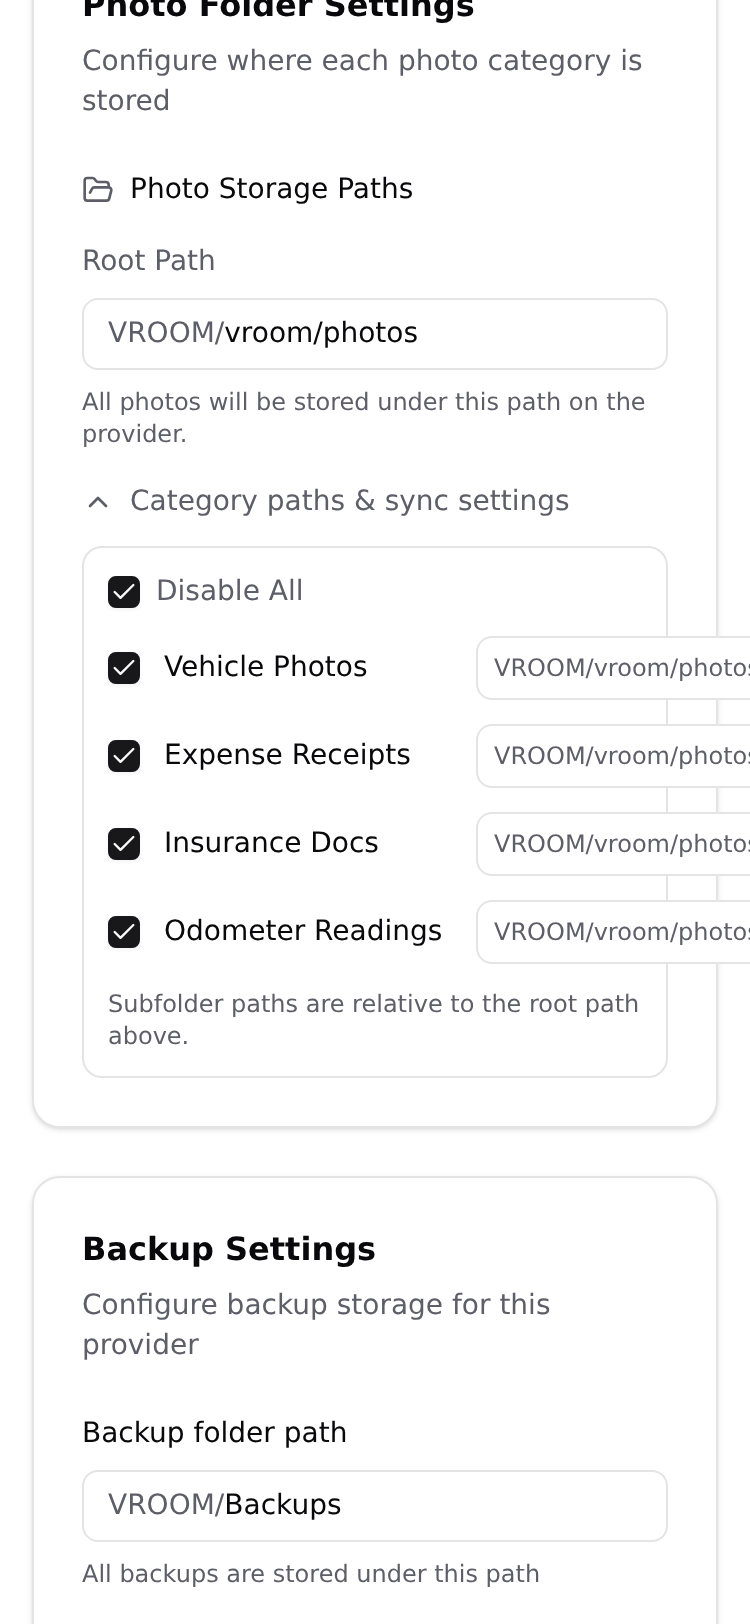 Photo Folder Settings
Configure where each photo category is
stored
Photo Storage Paths
Root Path
VROOM/vroom/photos
All photos will be stored under this path on the
provider.
Category paths & sync settings
Disable All
Vehicle Photos
VROOM/vroom/photos
Expense Receipts
VROOM/vroom/photos
Insurance Docs
VROOM/vroom/photos
Odometer Readings
VROOM/vroom/photos
Subfolder paths are relative to the root path
above.
Backup Settings
Configure backup storage for this
provider
Backup folder path
VROOM/Backups
All backups are stored under this path